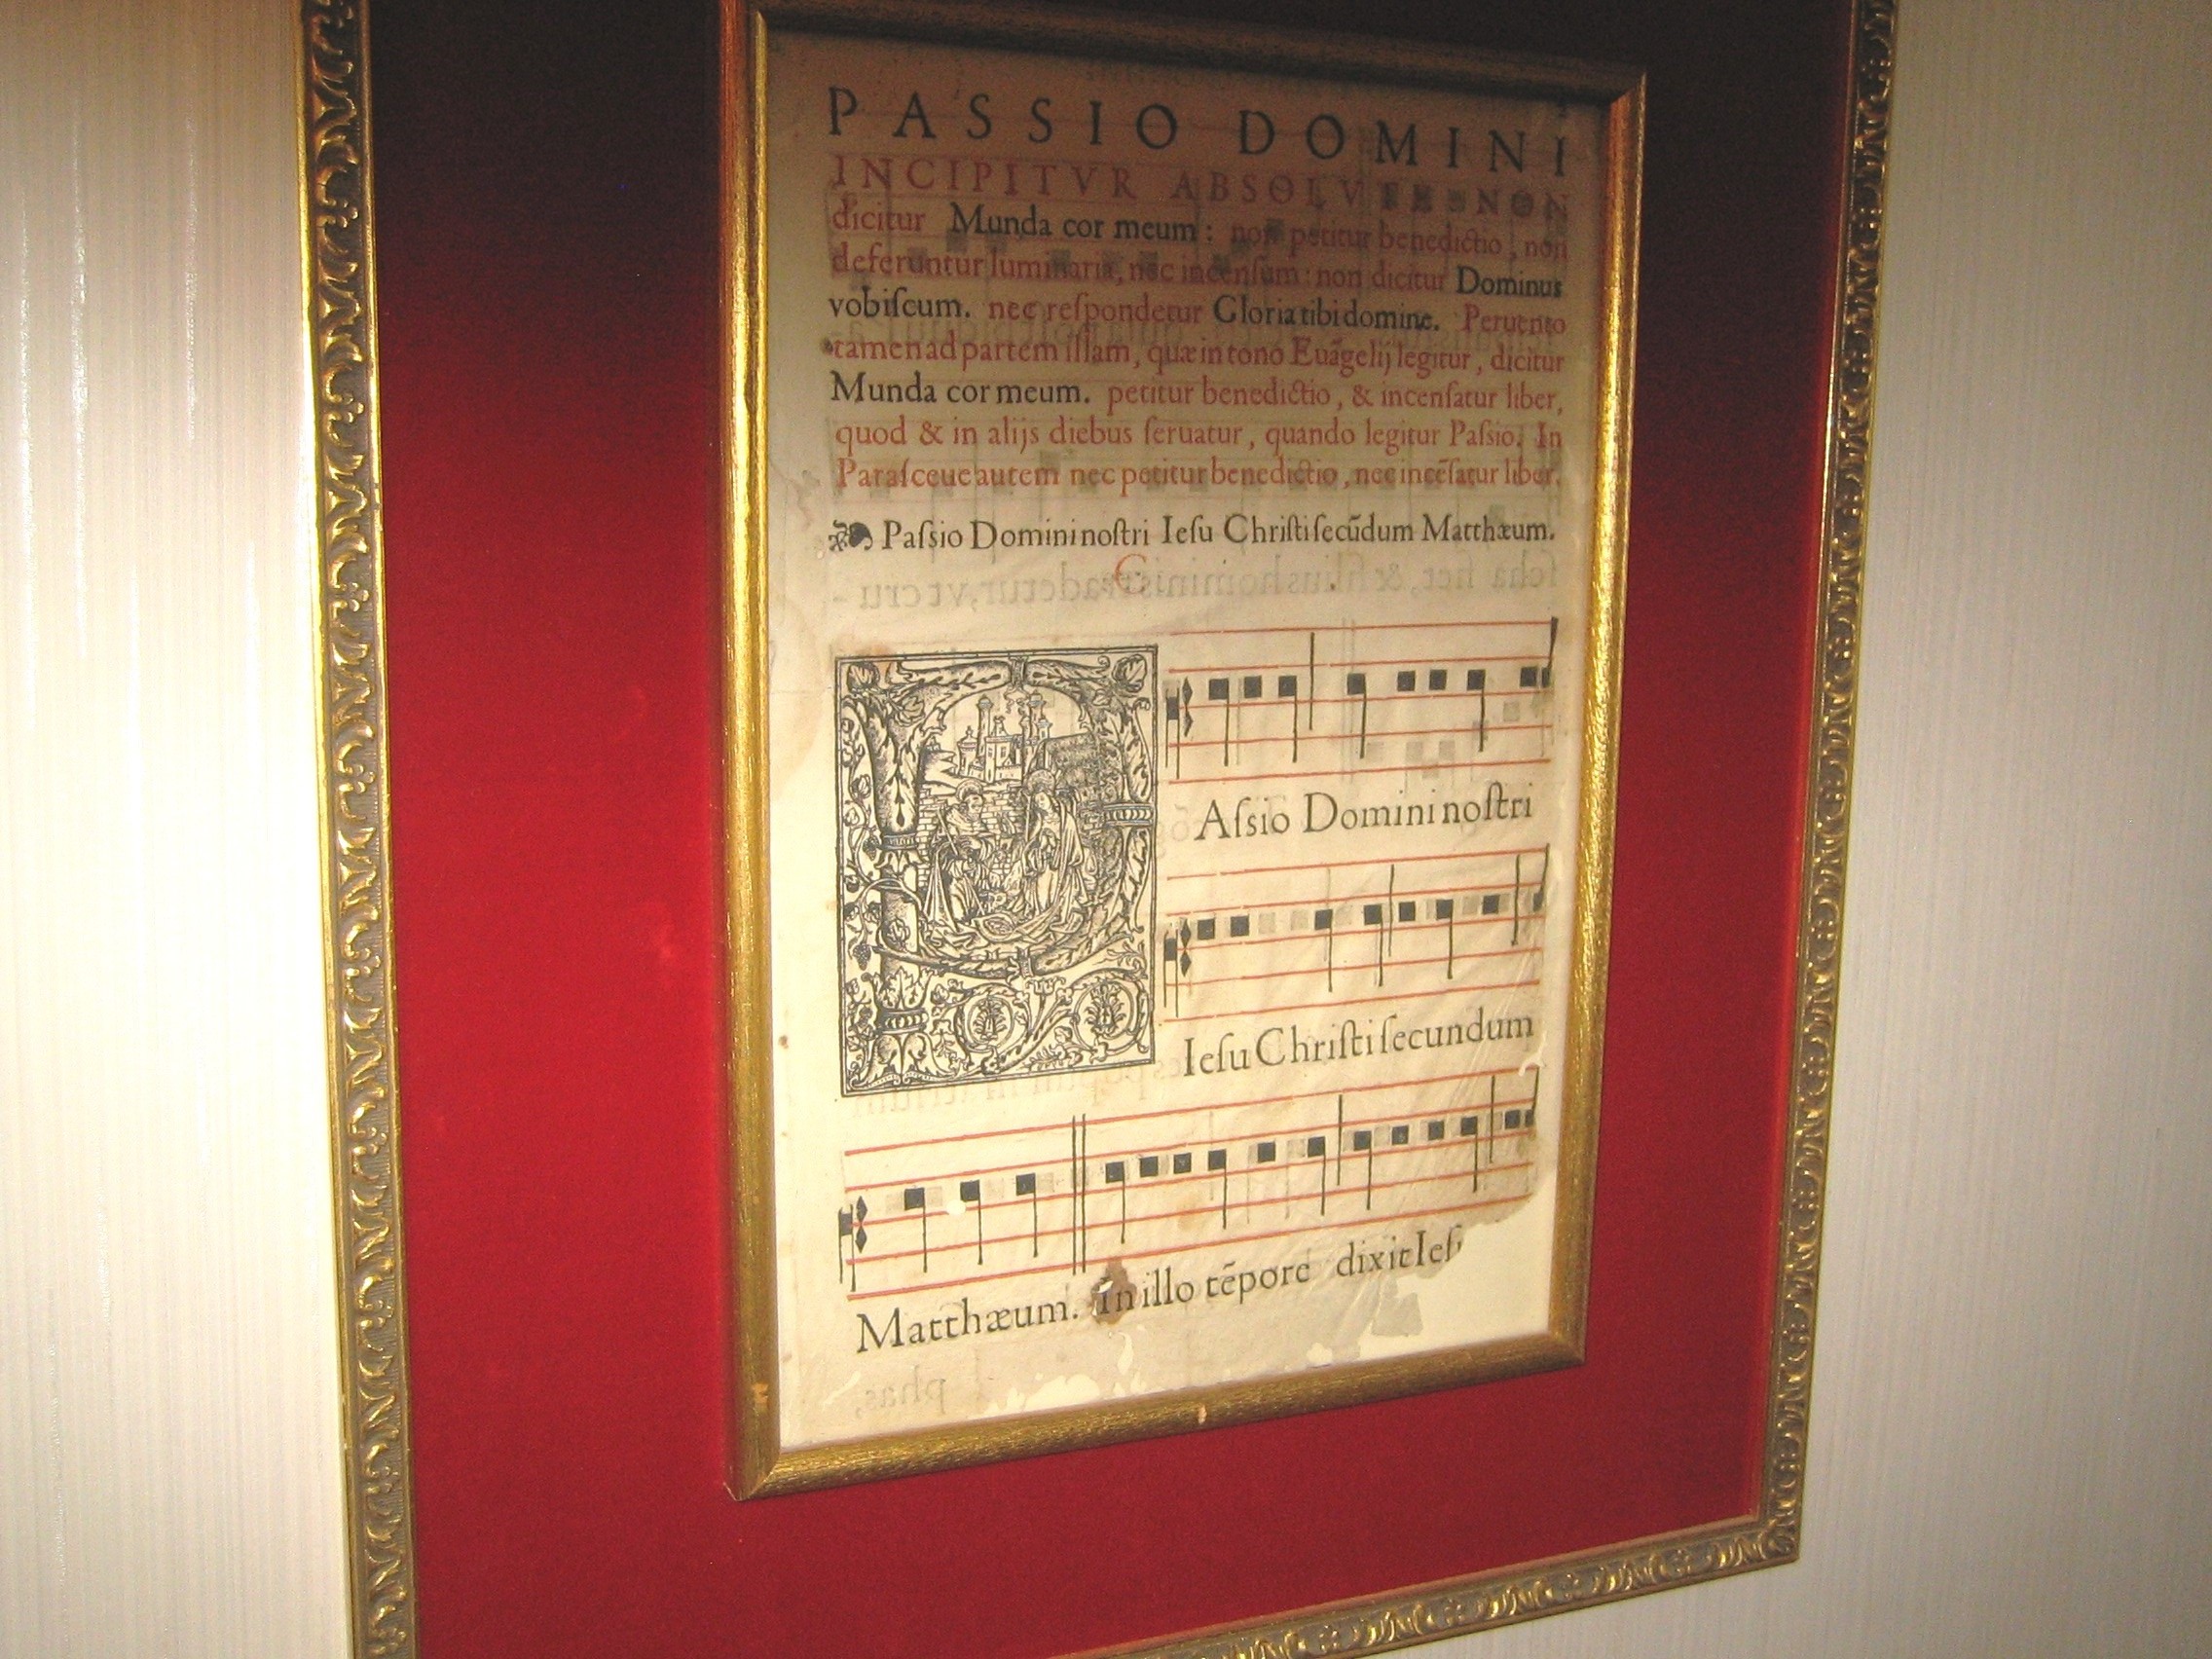 PASSIO DOMINI
INCIPITVR ABSOLVTE: NON
dicitur Munda cor meum: non petitur benedictio, non
deferuntur luminaria, nec incenſum: non dicitur Dominus
vobiſcum. nec reſpondetur Gloria tibi domine. Peruento
tamen ad partem illam, quæ in tono Euãgelij legitur, dicitur
Munda cor meum. petitur benedictio, & incenſatur liber,
quod & in alijs diebus ſeruatur, quando legitur Paſsio. In
Paraſceue autem nec petitur benedictio, nec incẽſatur liber.
❧ Paſsio Domini noſtri Ieſu Chriſti ſecũdum Matthæum.
C
PAſsio Domini noſtri
Ieſu Chriſti ſecundum
Matthæum. In illo tẽpore dixit Ieſ